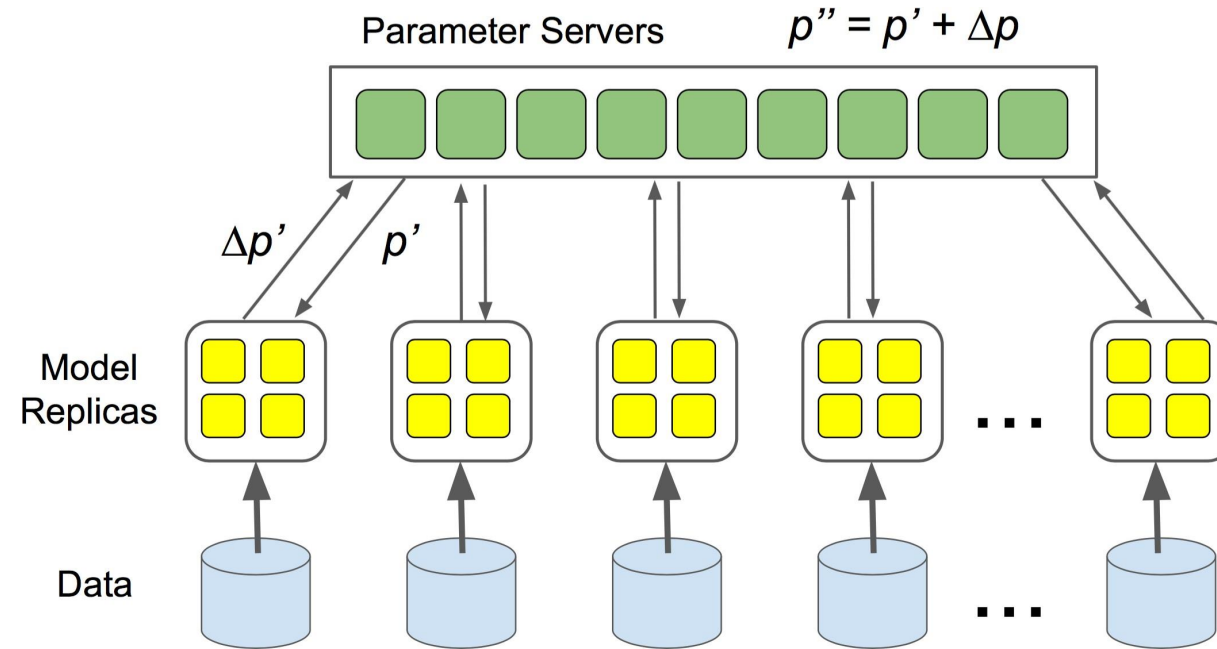 Parameter Servers
p’’ = p’ + Δp
Δp’
p’
Model
Replicas
...
Data
...